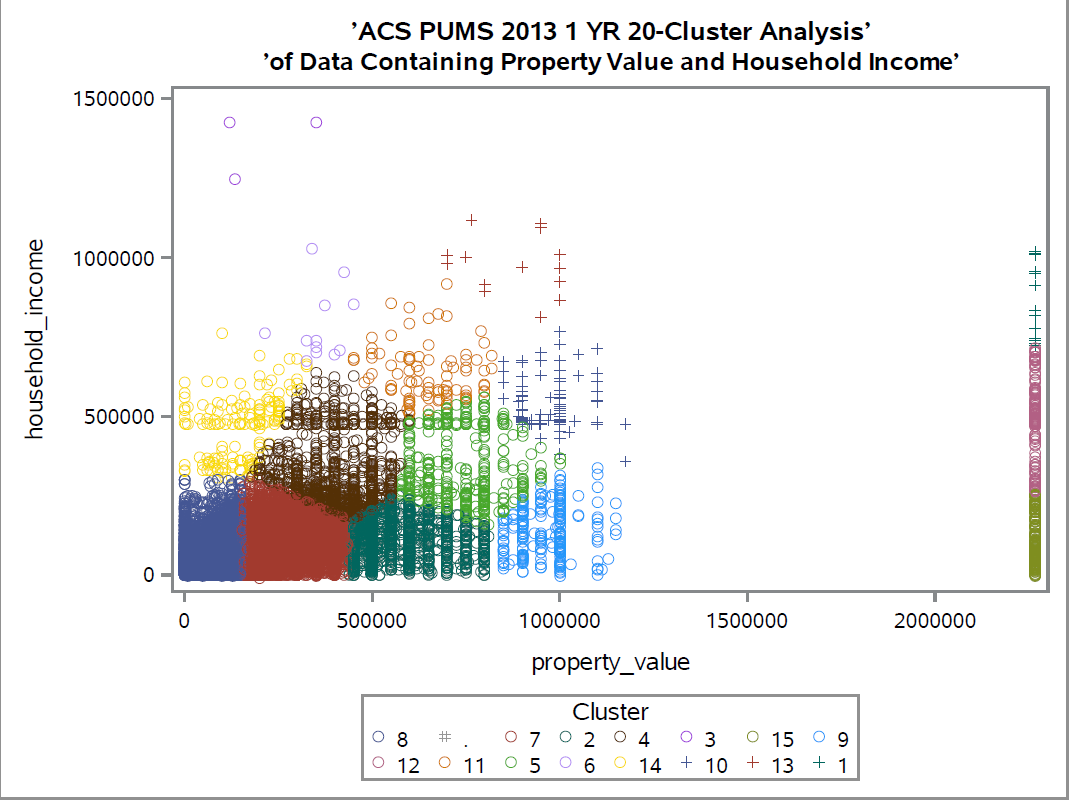 ’ACS PUMS 2013 1 YR 20-Cluster Analysis’
’of Data Containing Property Value and Household Income’
1500000
1000000
500000
0
household_income
0 500000 1000000 1500000 2000000
property_value
Cluster
8 . 7 2 4 3 15 9
12 11 5 6 14 10 13 1